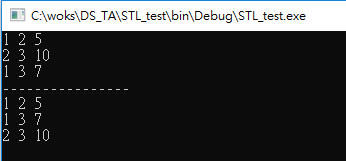 C:\woks\DS_TA\STL_test\bin\Debug\STL_test.exe
1 2 5
2 3 10
1 3 7
----------------
1 2 5
1 3 7
2 3 10